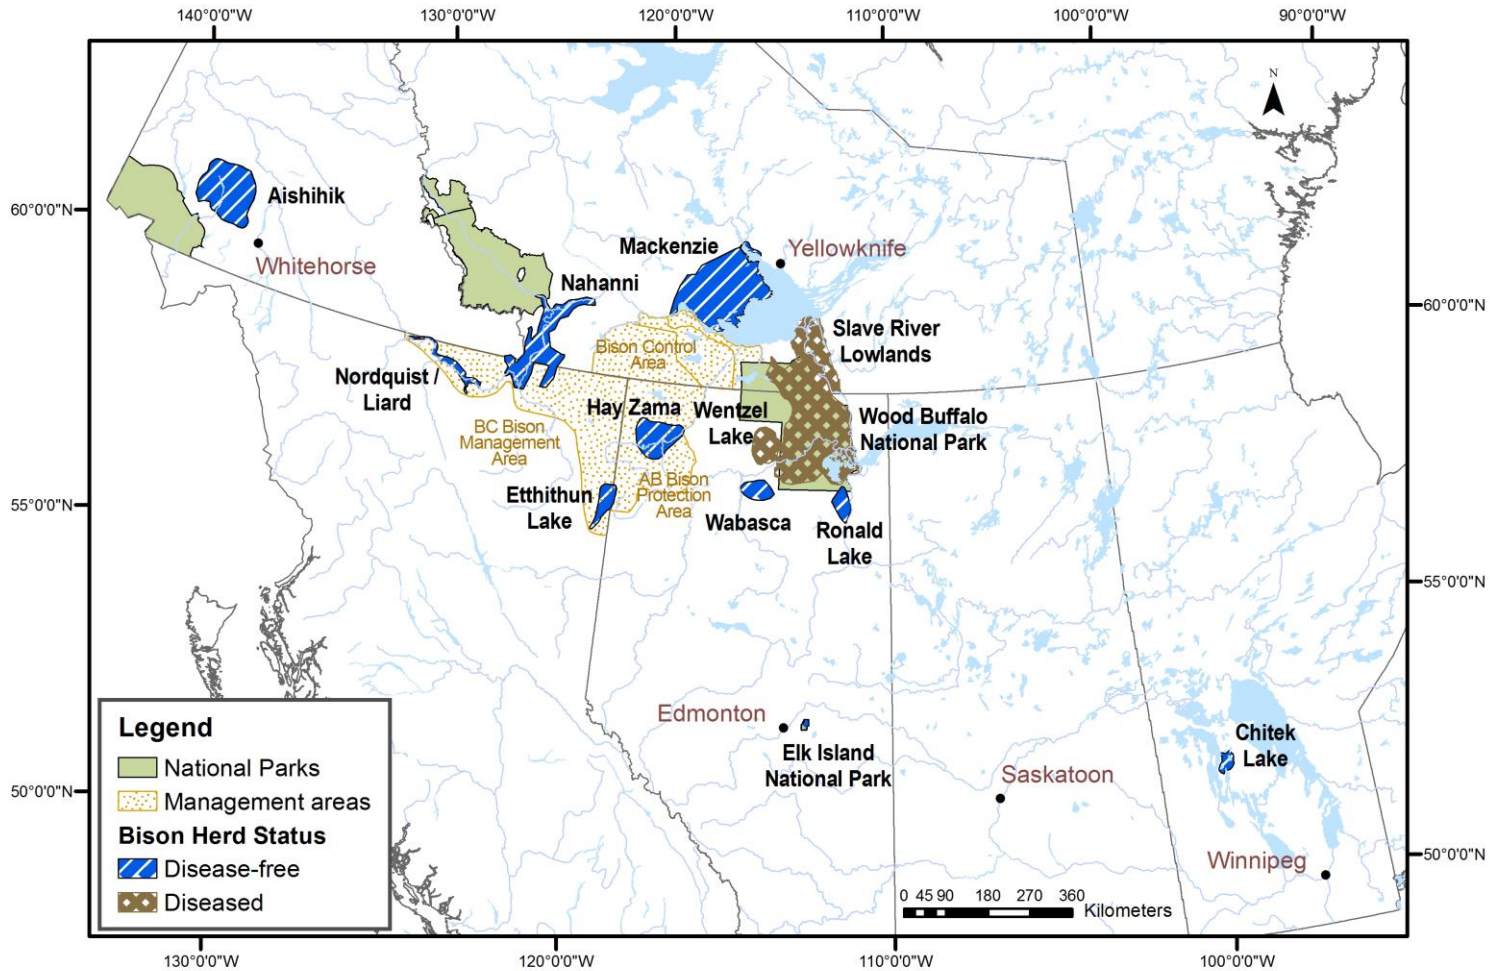 140°0'0"W
130°0'0"W
120°0'0"W
110°0'0"W
100°0'0"W
90°0'0"W
N
Aishihik
60°0'0"N
Whitehorse
Mackenzie
Yellowknife
Nahanni
60°0'0"N
Slave River
Lowlands
Bison Control
Area
Nordquist /
Liard
Hay Zama
Wentzel
Lake
Wood Buffalo
National Park
BC Bison
Management
Area
AB Bison
Protection
Area
Etthithun
Lake
55°0'0"N
Wabasca
Ronald
Lake
55°0'0"N
Edmonton
Elk Island
National Park
Saskatoon
Chitek
Lake
50°0'0"N
Winnipeg
50°0'0"N
Legend
National Parks
Management areas
Bison Herd Status
Disease-free
Diseased
0 45 90 180 270 360
Kilometers
130°0'0"W
120°0'0"W
110°0'0"W
100°0'0"W